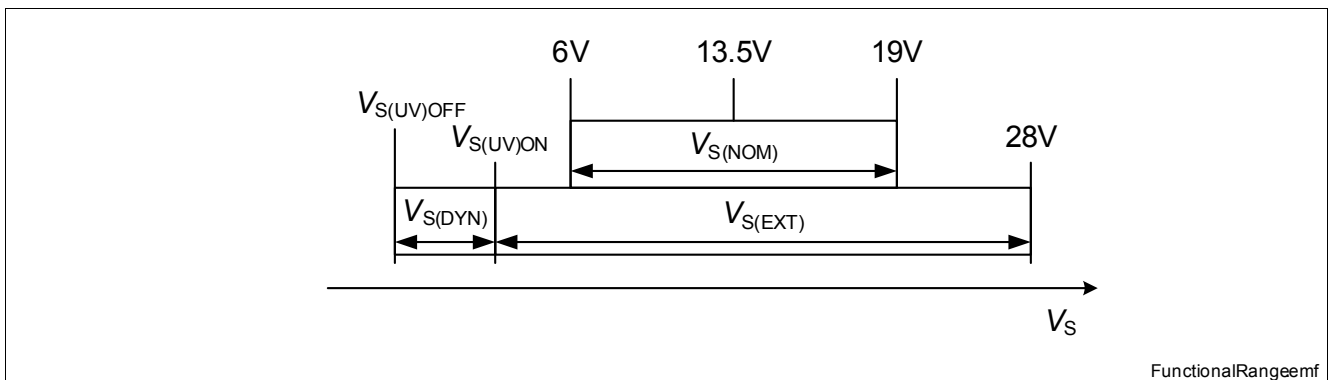 6V 13.5V 19V
VS(UV)OFF
VS(UV)ON VS(NOM) 28V
VS(DYN) VS(EXT)
VS
FunctionalRangeemf